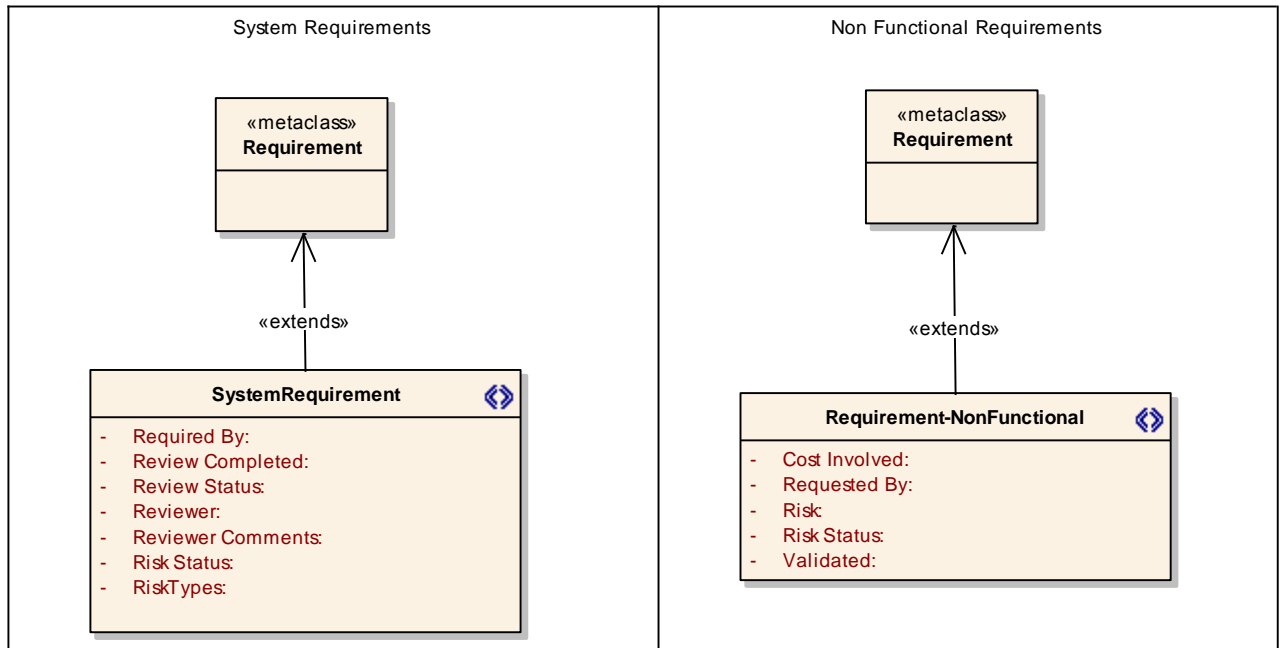 System Requirements
«metaclass»
Requirement
«extends»
SystemRequirement
- Required By:
- Review Completed:
- Review Status:
- Reviewer:
- Reviewer Comments:
- Risk Status:
- RiskTypes:
Non Functional Requirements
«metaclass»
Requirement
«extends»
Requirement-NonFunctional
- Cost Involved:
- Requested By:
- Risk:
- Risk Status:
- Validated: